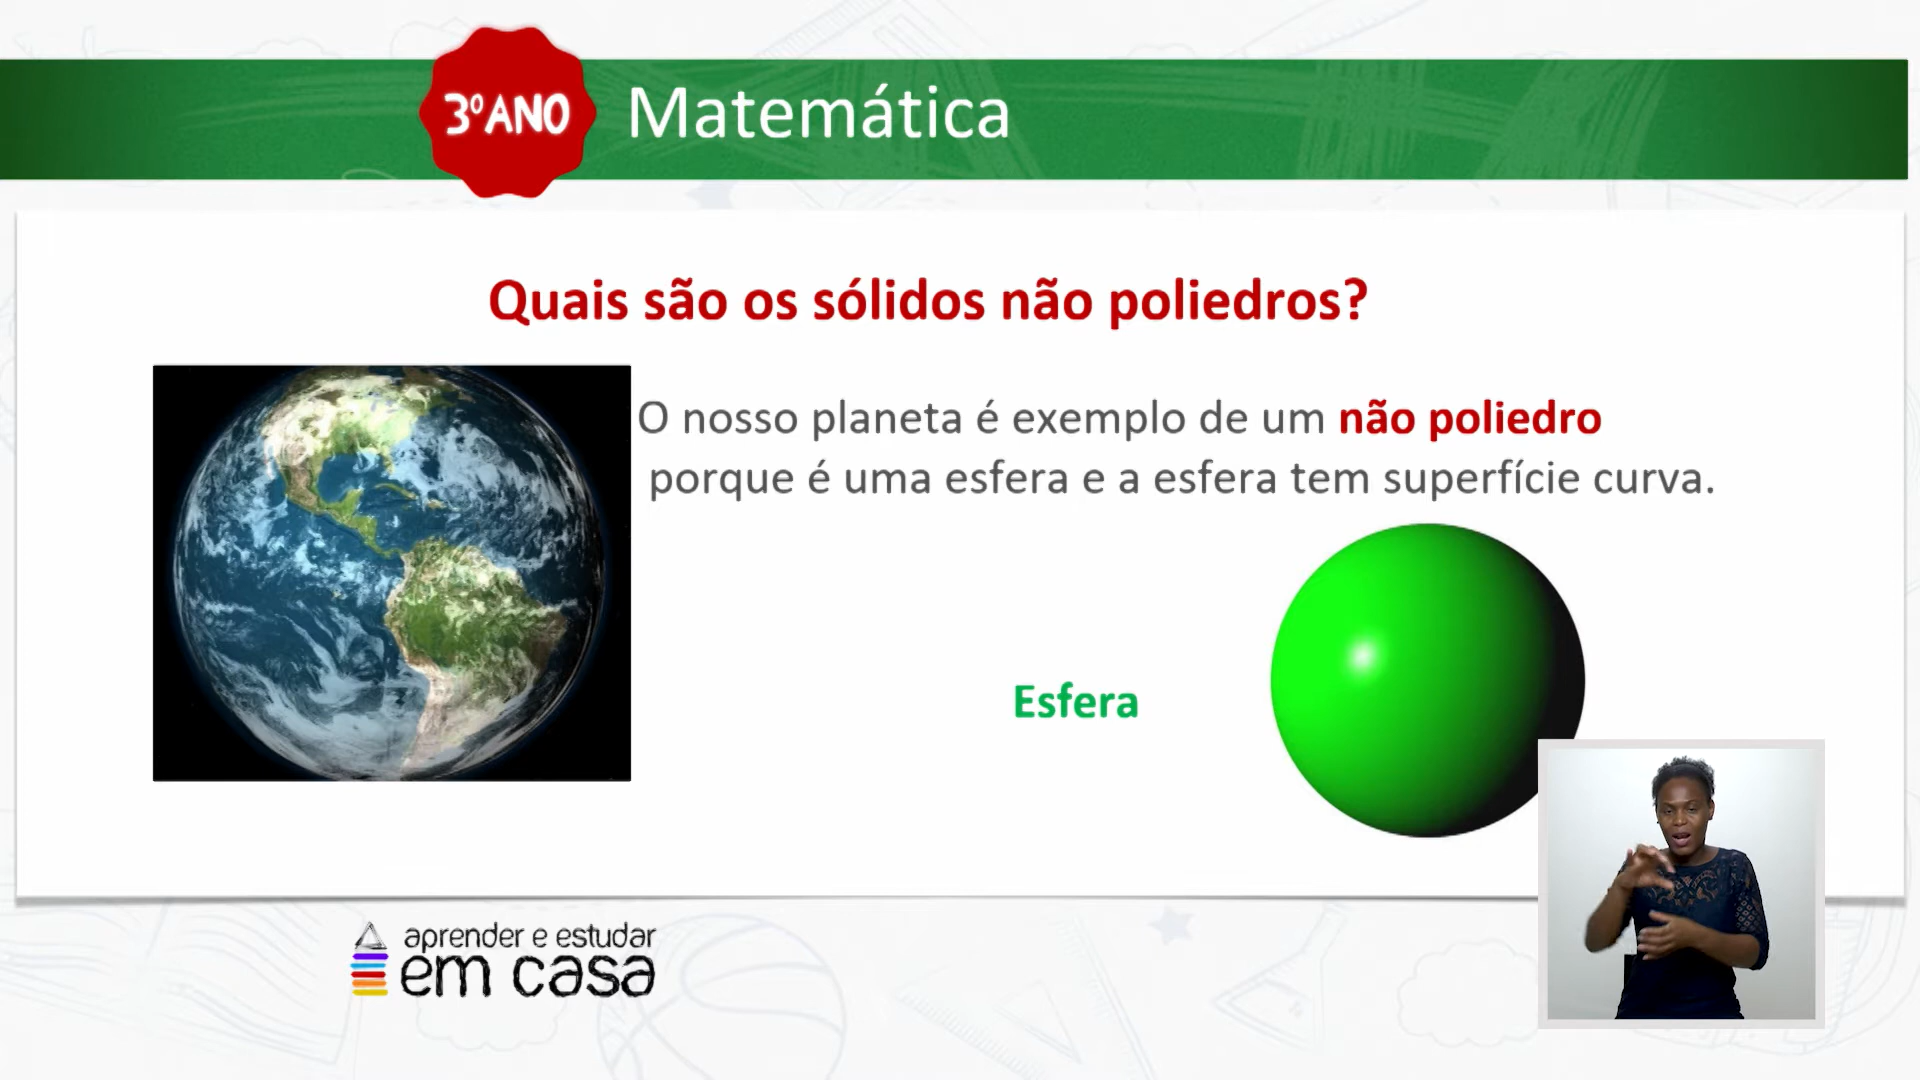 3ºANO
Matemática
Quais são os sólidos não poliedros?
O nosso planeta é exemplo de um não poliedro
porque é uma esfera e a esfera tem superfície curva.
Esfera
aprender e estudar
em casa